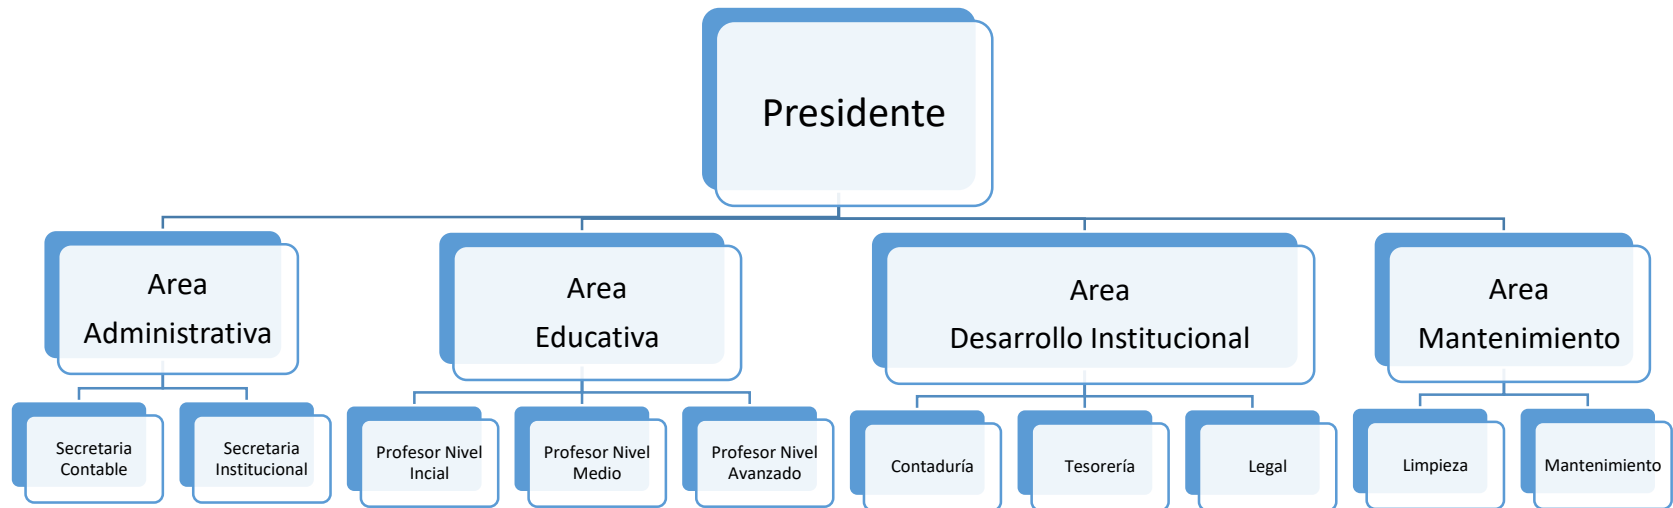 Presidente
Area
Administrativa
Area
Educativa
Area
Desarrollo Institucional
Area
Mantenimiento
Secretaria
Contable
Secretaria
Institucional
Profesor Nivel
Incial
Profesor Nivel
Medio
Profesor Nivel
Avanzado
Contaduría
Tesorería
Legal
Limpieza
Mantenimiento